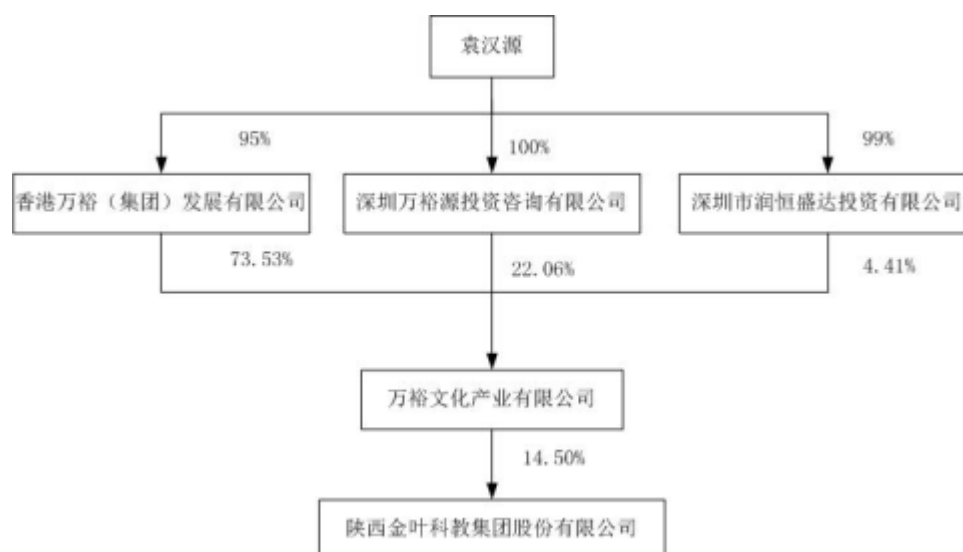 袁汉源
95%
100%
99%
香港万裕（集团）发展有限公司
深圳万裕源投资咨询有限公司
深圳市润恒盛达投资有限公司
73.53%
22.06%
4.41%
万裕文化产业有限公司
14.50%
陕西金叶科教集团股份有限公司